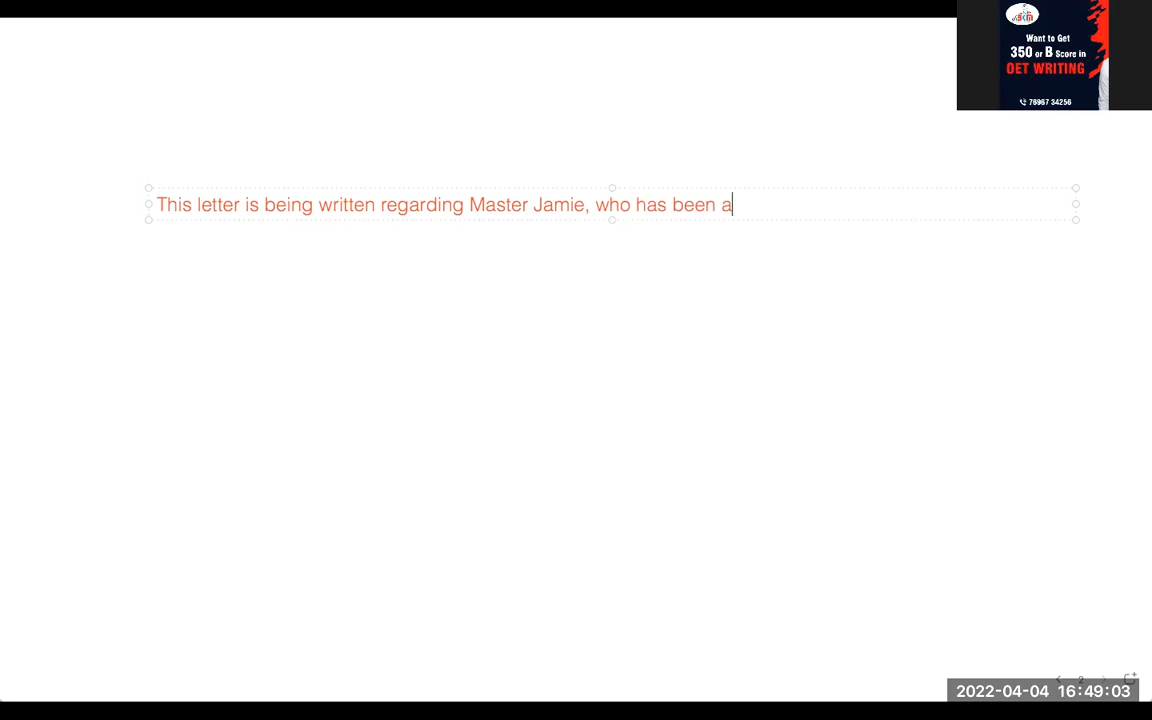 Want to Get
350 or B Score in
OET WRITING
76967 34256
This letter is being written regarding Master Jamie, who has been a
2
2022-04-04 16:49:03